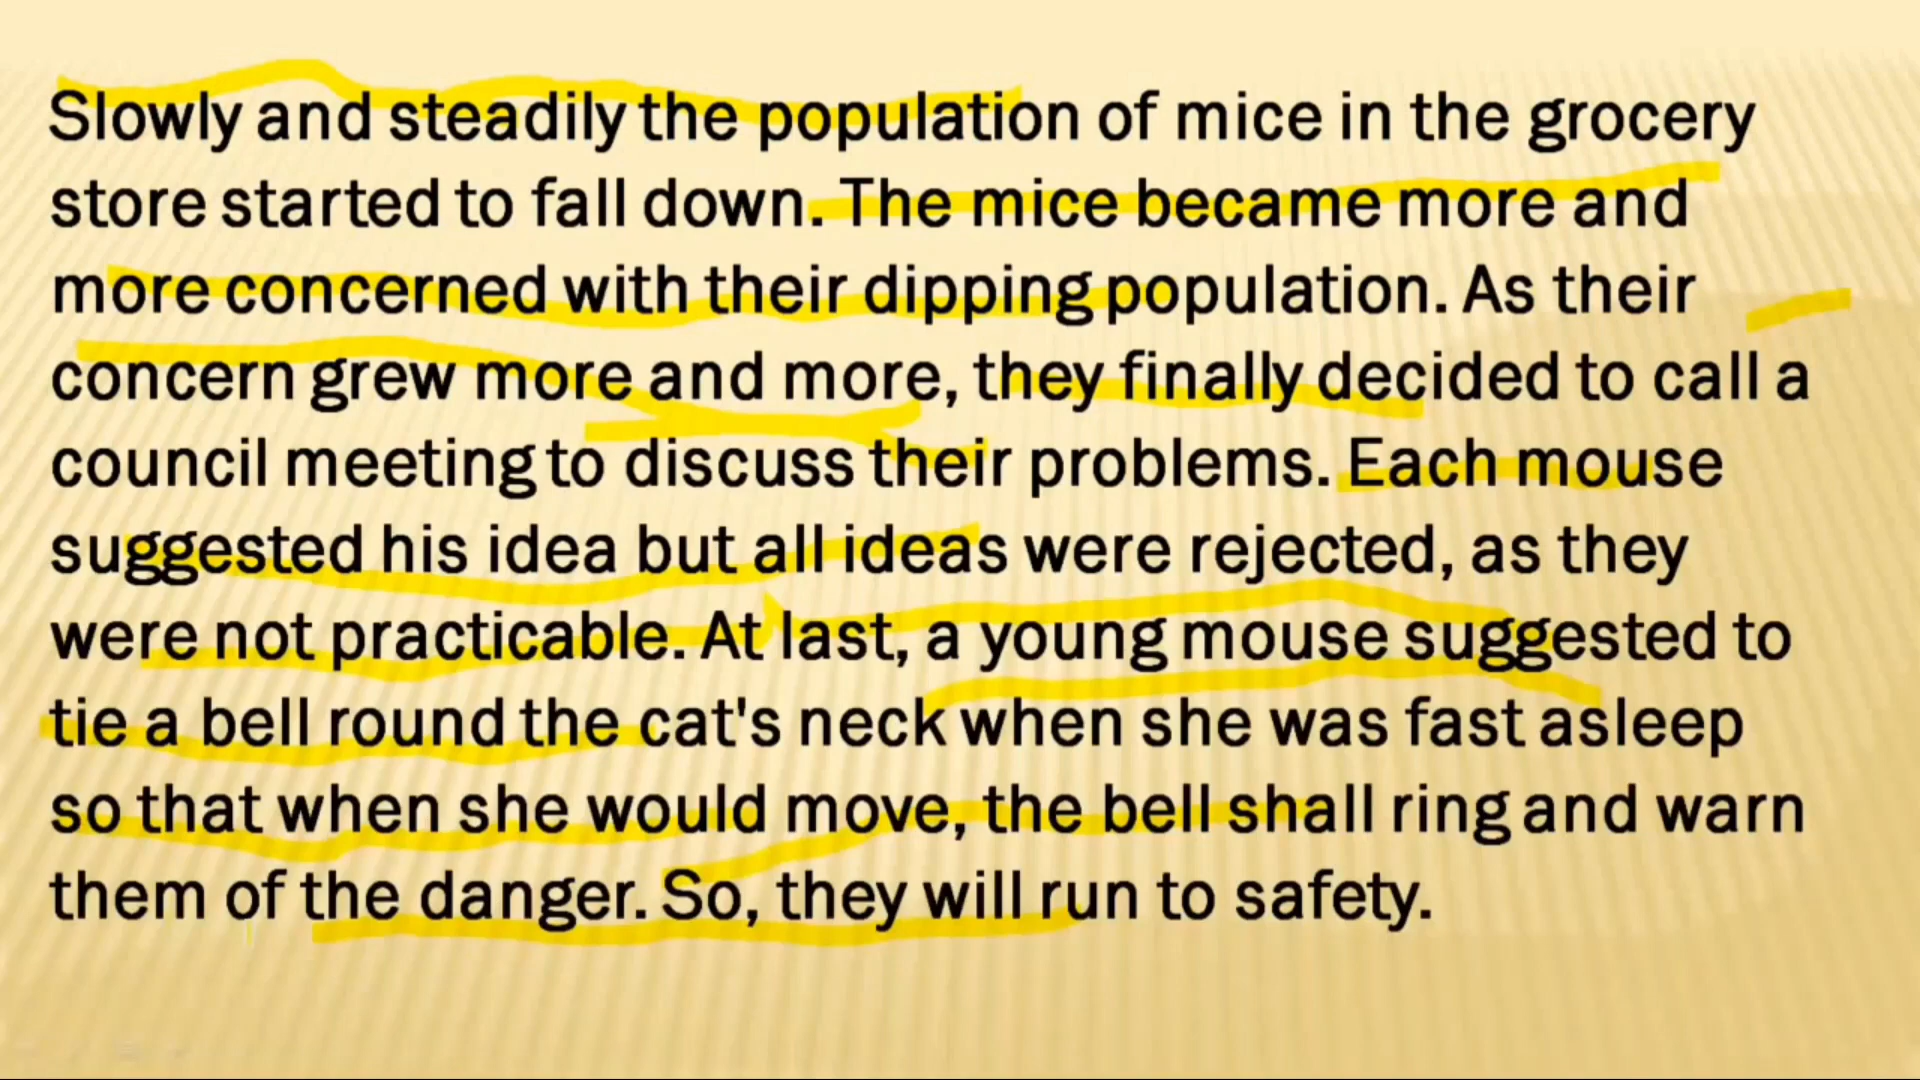 Slowly and steadily the population of mice in the grocery
store started to fall down. The mice became more and
more concerned with their dipping population. As their
concern grew more and more, they finally decided to call a
council meeting to discuss their problems. Each mouse
suggested his idea but all ideas were rejected, as they
were not practicable. At last, a young mouse suggested to
tie a bell round the cat's neck when she was fast asleep
so that when she would move, the bell shall ring and warn
them of the danger. So, they will run to safety.